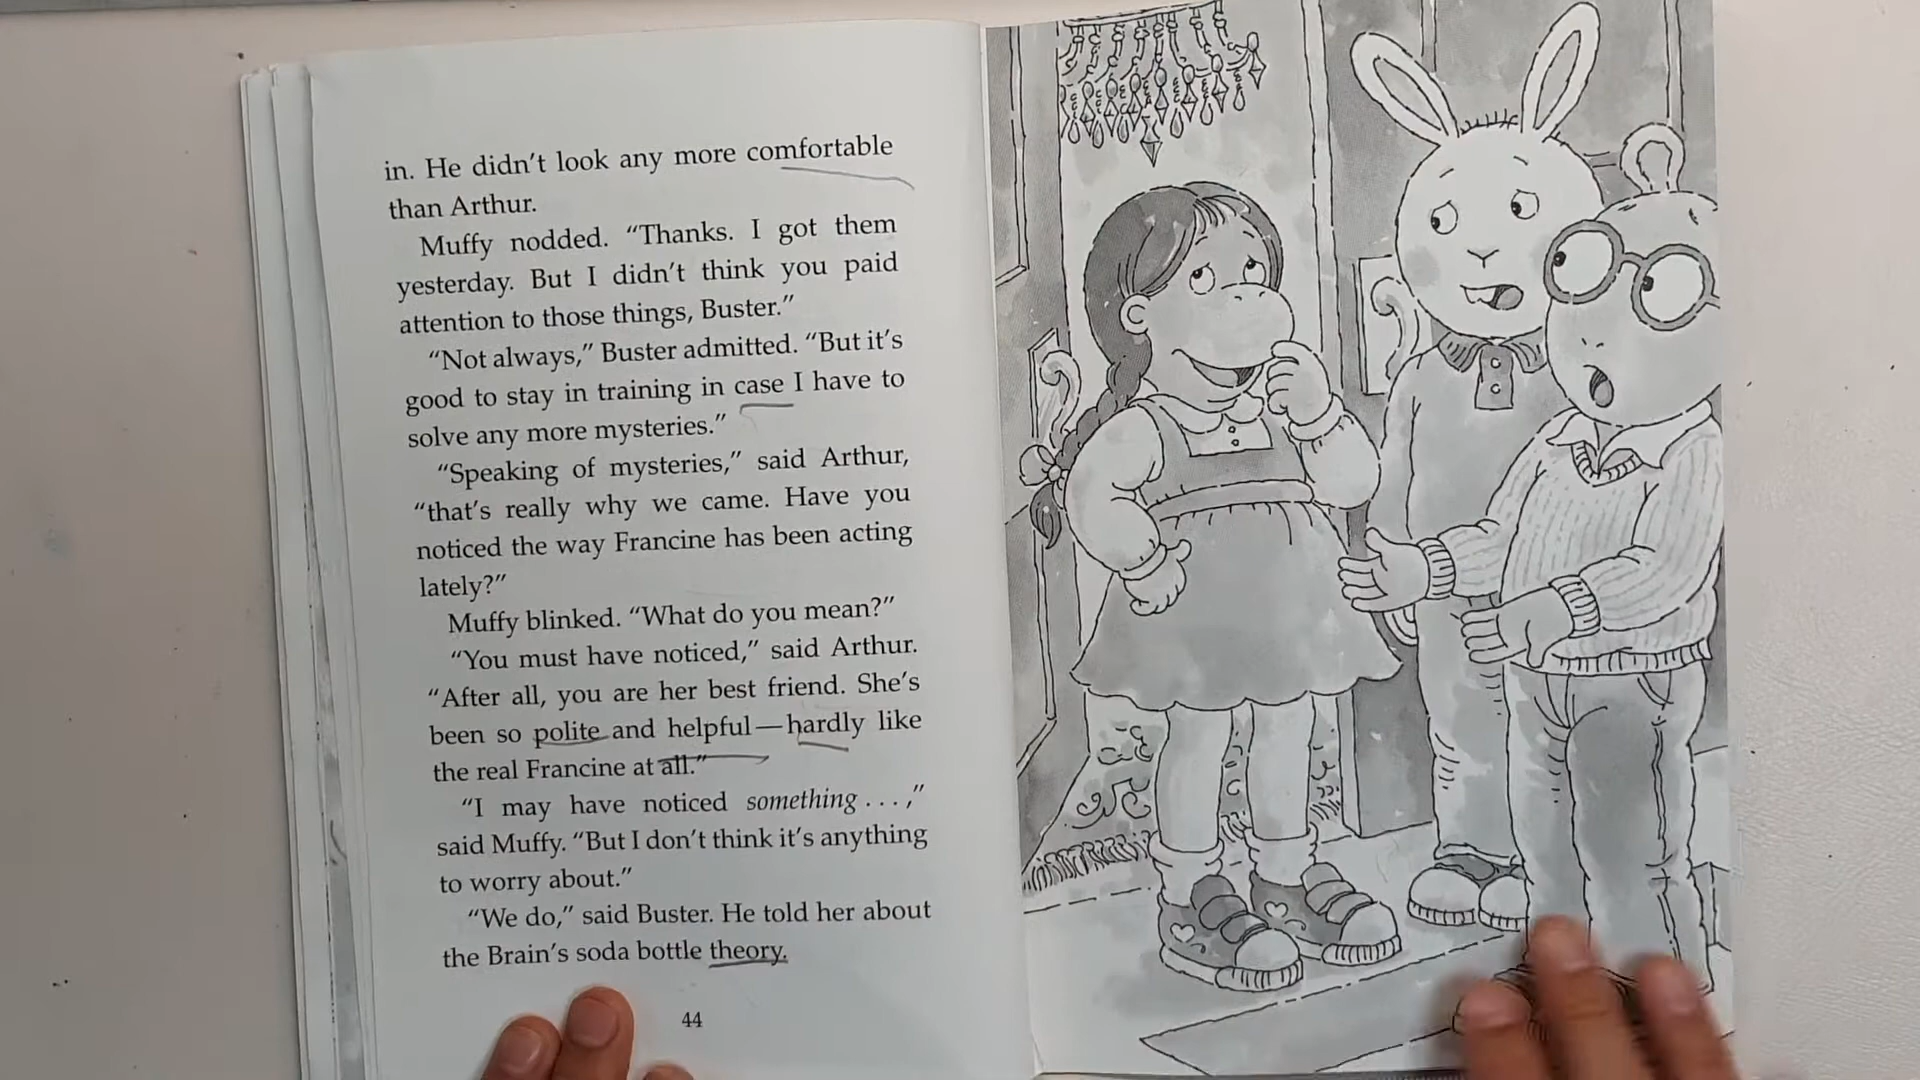 in. He didn't look any more comfortable
than Arthur.
Muffy nodded. “Thanks. I got them
yesterday. But I didn't think you paid
attention to those things, Buster.”
“Not always,” Buster admitted. “But it's
good to stay in training in case I have to
solve any more mysteries.”
“Speaking of mysteries,” said Arthur,
“that's really why we came. Have you
noticed the way Francine has been acting
lately?”
Muffy blinked. “What do you mean?”
“You must have noticed,” said Arthur.
“After all, you are her best friend. She's
been so polite and helpful—hardly like
the real Francine at all.”
“I may have noticed something . . . ,”
said Muffy. “But I don't think it's anything
to worry about.”
“We do,” said Buster. He told her about
the Brain's soda bottle theory.
44